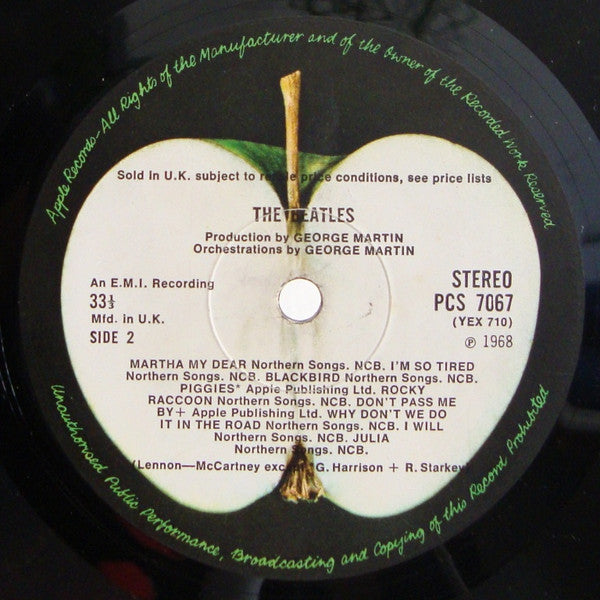 Apple Records-All Rights of the Manufacturer and of the Owner of the Recorded Work Reserved
Sold In U.K. subject to price conditions, see price lists
THE BEATLES
Production by GEORGE MARTIN
Orchestrations by GEORGE MARTIN
An E.M.I. Recording
33⅓
Mfd. in U.K.
SIDE 2
STEREO
PCS 7067
(YEX 710)
℗ 1968
MARTHA MY DEAR Northern Songs. NCB. I'M SO TIRED
Northern Songs. NCB. BLACKBIRD Northern Songs. NCB.
PIGGIES* Apple Publishing Ltd. ROCKY
RACCOON Northern Songs. NCB. DON'T PASS ME
BY+ Apple Publishing Ltd. WHY DON'T WE DO
IT IN THE ROAD Northern Songs. NCB. I WILL
Northern Songs. NCB. JULIA
Northern Songs. NCB.
(Lennon—McCartney G. Harrison + R. Starkey)
Unauthorised Public Performance, Broadcasting and Copying of this Record Prohibited